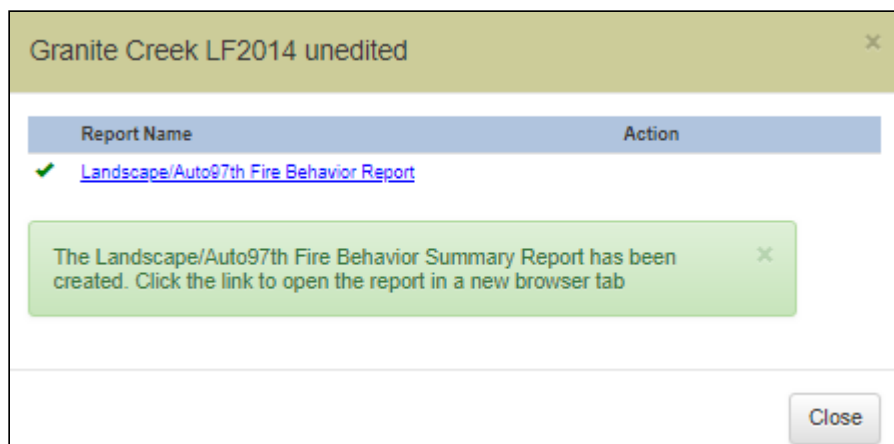 Granite Creek LF2014 unedited ×
Report Name Action
✔ Landscape/Auto97th Fire Behavior Report
The Landscape/Auto97th Fire Behavior Summary Report has been ×
created. Click the link to open the report in a new browser tab
Close